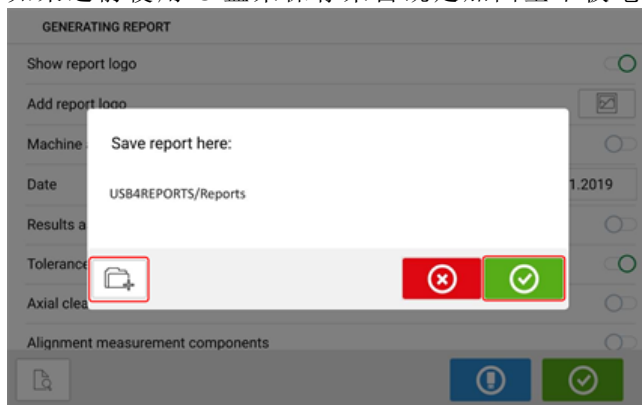 GENERATING REPORT
Show report logo
Add report logo
Machine
Save report here:
Date
USB4REPORTS/Reports
1.2019
Results a
Tolerance
Axial clea
Alignment measurement components